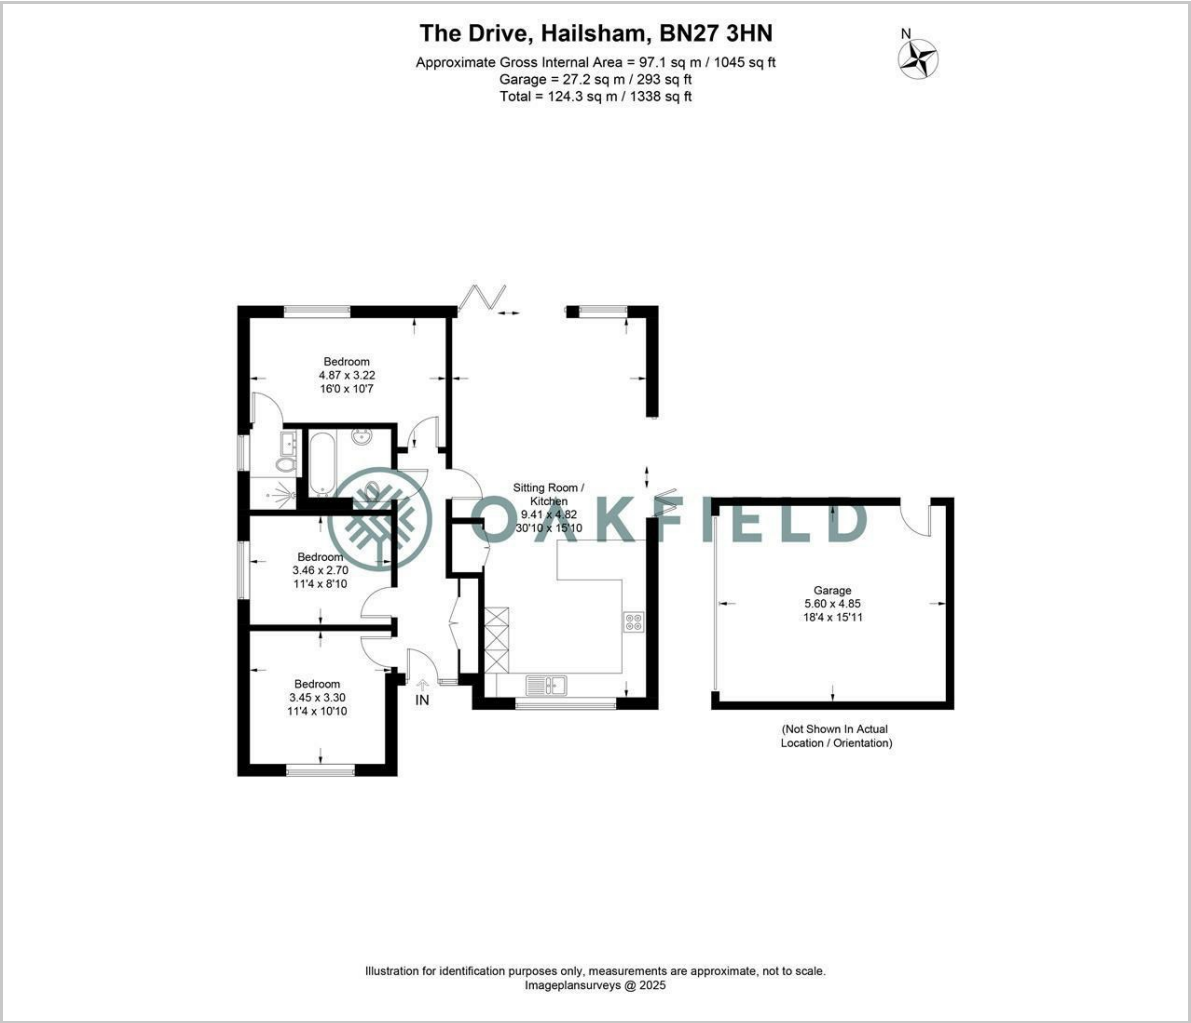 The Drive, Hailsham, BN27 3HN
Approximate Gross Internal Area = 97.1 sq m / 1045 sq ft
Garage = 27.2 sq m / 293 sq ft
Total = 124.3 sq m / 1338 sq ft
N
Bedroom
4.87 x 3.22
16'0 x 10'7
Sitting Room /
Kitchen
9.41 x 4.82
30'10 x 15'10
OAKFIELD
Bedroom
3.46 x 2.70
11'4 x 8'10
Garage
5.60 x 4.85
18'4 x 15'11
Bedroom
3.45 x 3.30
11'4 x 10'10
IN
(Not Shown In Actual
Location / Orientation)
Illustration for identification purposes only, measurements are approximate, not to scale.
Imageplansurveys @ 2025